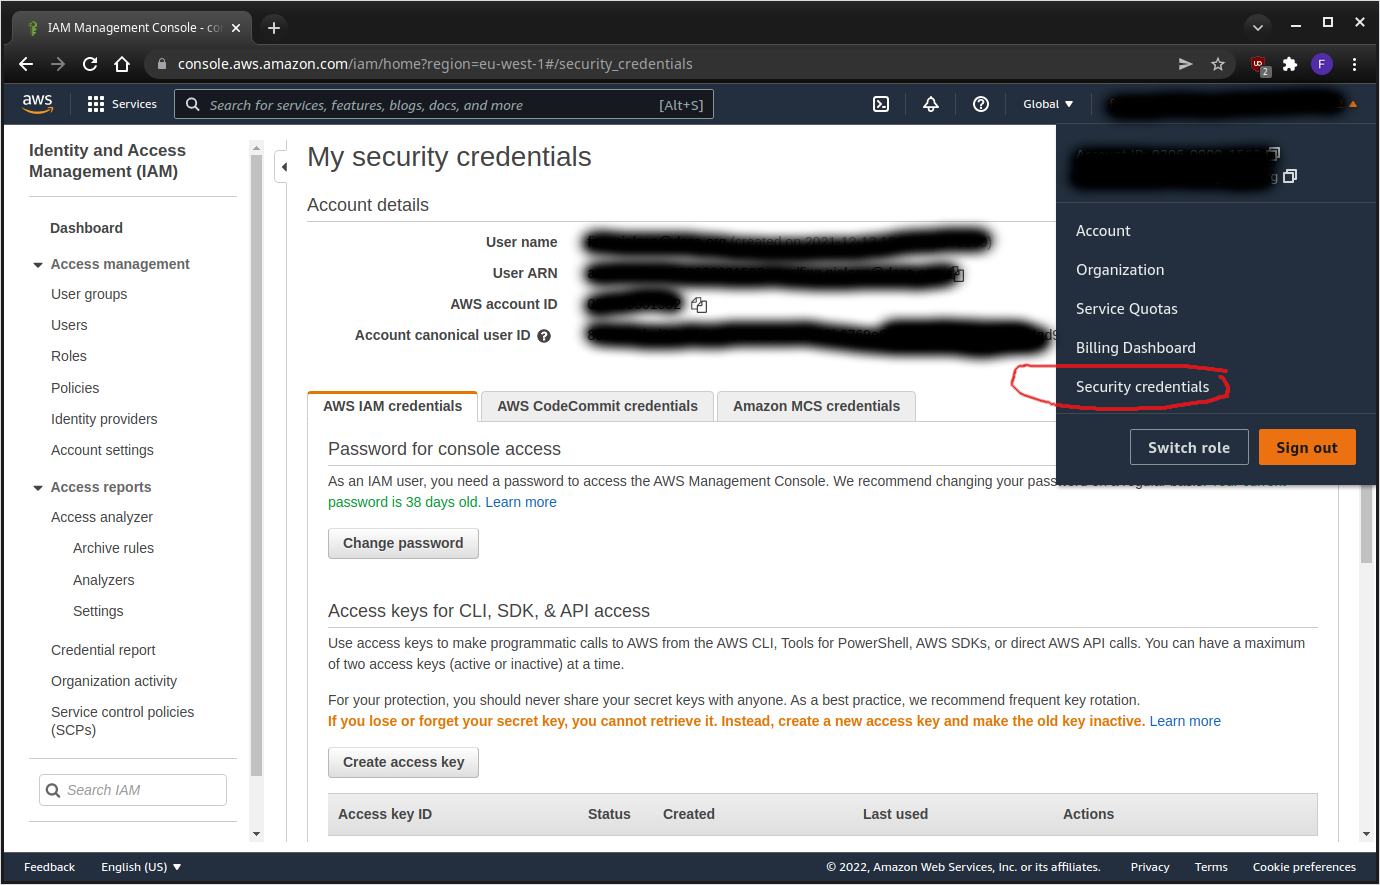 IAM Management Console - co
console.aws.amazon.com/iam/home?region=eu-west-1#/security_credentials
2
F
aws
Services
Search for services, features, blogs, docs, and more [Alt+S]
Global
Identity and Access
Management (IAM)
Dashboard
Access management
User groups
Users
Roles
Policies
Identity providers
Account settings
Access reports
Access analyzer
Archive rules
Analyzers
Settings
Credential report
Organization activity
Service control policies
(SCPs)
Search IAM
My security credentials
Account details
User name
User ARN
AWS account ID
Account canonical user ID
AWS IAM credentials
AWS CodeCommit credentials
Amazon MCS credentials
Password for console access
As an IAM user, you need a password to access the AWS Management Console. We recommend changing your
password is 38 days old. Learn more
Change password
Access keys for CLI, SDK, & API access
Use access keys to make programmatic calls to AWS from the AWS CLI, Tools for PowerShell, AWS SDKs, or direct AWS API calls. You can have a maximum
of two access keys (active or inactive) at a time.
For your protection, you should never share your secret keys with anyone. As a best practice, we recommend frequent key rotation.
If you lose or forget your secret key, you cannot retrieve it. Instead, create a new access key and make the old key inactive. Learn more
Create access key
Access key ID Status Created Last used Actions
Account
Organization
Service Quotas
Billing Dashboard
Security credentials
Switch role
Sign out
Feedback
English (US)
© 2022, Amazon Web Services, Inc. or its affiliates.
Privacy
Terms
Cookie preferences